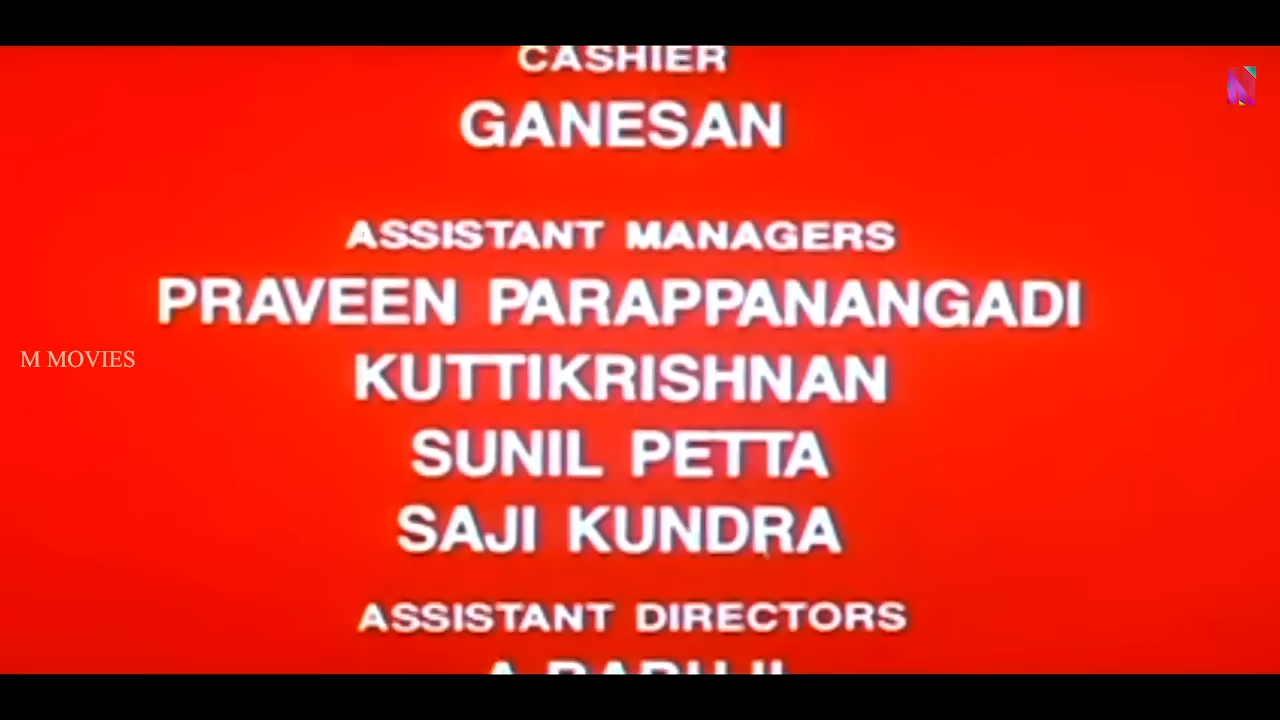 CASHIER
GANESAN
ASSISTANT MANAGERS
PRAVEEN PARAPPANANGADI
M MOVIES
KUTTIKRISHNAN
SUNIL PETTA
SAJI KUNDRA
ASSISTANT DIRECTORS